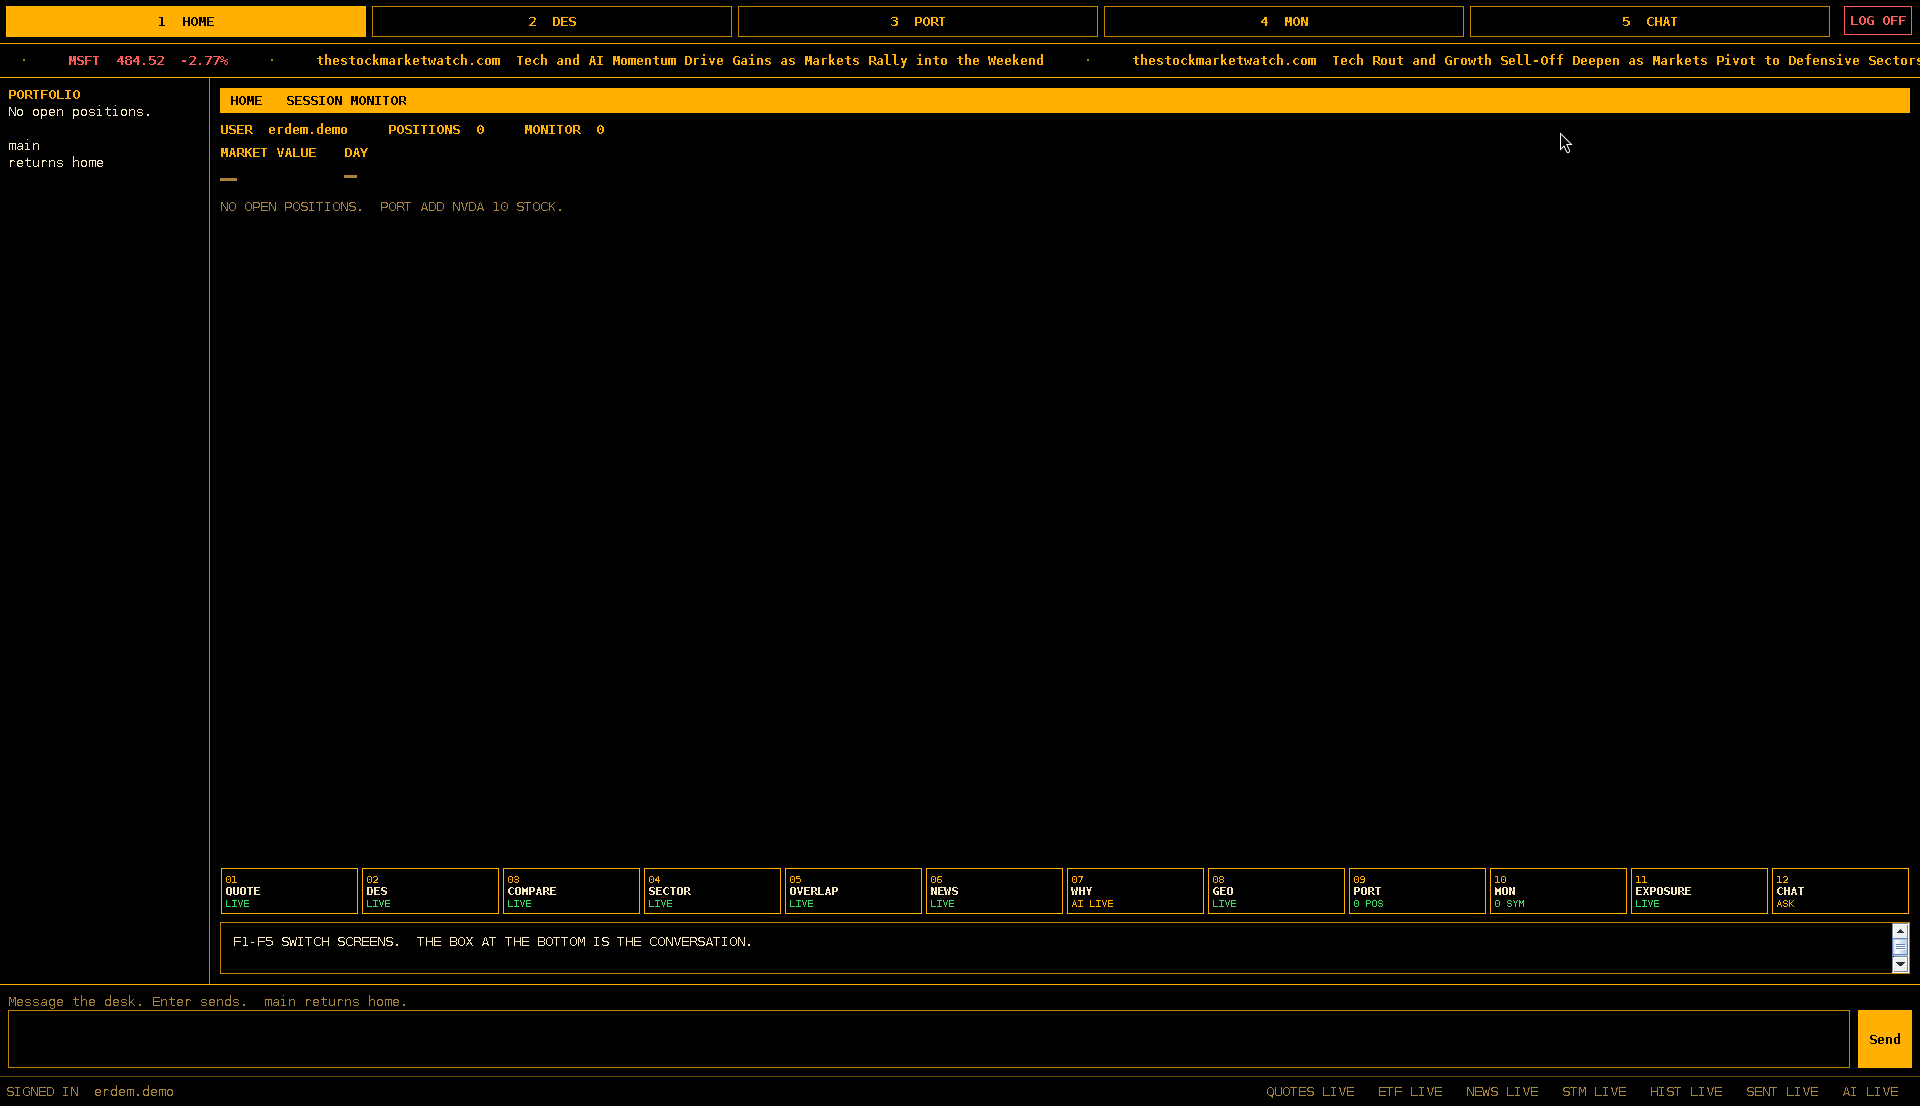 1 HOME 2 DES 3 PORT 4 MON 5 CHAT LOG OFF
· MSFT 484.52 -2.77% · thestockmarketwatch.com Tech and AI Momentum Drive Gains as Markets Rally into the Weekend · thestockmarketwatch.com Tech Rout and Growth Sell-Off Deepen as Markets Pivot to Defensive Sectors
PORTFOLIO
No open positions.
main
returns home
HOME SESSION MONITOR
USER erdem.demo POSITIONS 0 MONITOR 0
MARKET VALUE DAY
— —
NO OPEN POSITIONS. PORT ADD NVDA 10 STOCK.
01 QUOTE LIVE
02 DES LIVE
03 COMPARE LIVE
04 SECTOR LIVE
05 OVERLAP LIVE
06 NEWS LIVE
07 WHY AI LIVE
08 GEO LIVE
09 PORT 0 POS
10 MON 0 SYM
11 EXPOSURE LIVE
12 CHAT ASK
F1-F5 SWITCH SCREENS. THE BOX AT THE BOTTOM IS THE CONVERSATION.
Message the desk. Enter sends. main returns home.
Send
SIGNED IN erdem.demo QUOTES LIVE ETF LIVE NEWS LIVE STM LIVE HIST LIVE SENT LIVE AI LIVE